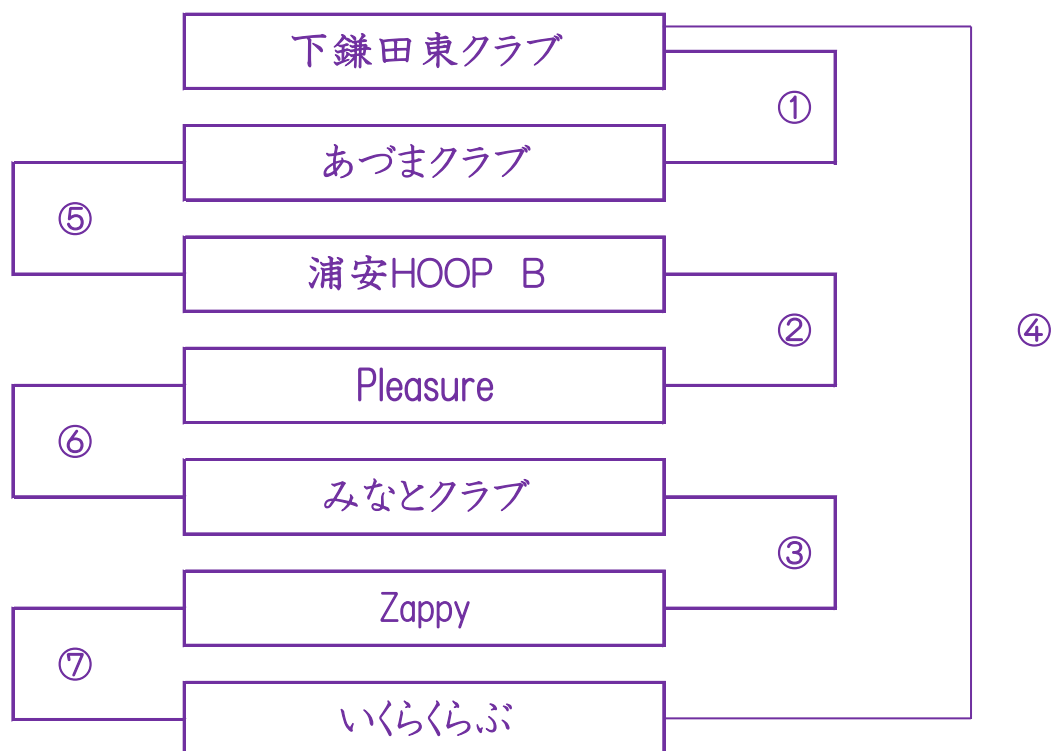 下鎌田東クラブ
①
あづまクラブ
⑤
浦安HOOP　B
②
④
Pleasure
⑥
みなとクラブ
③
Zappy
⑦
いくらくらぶ